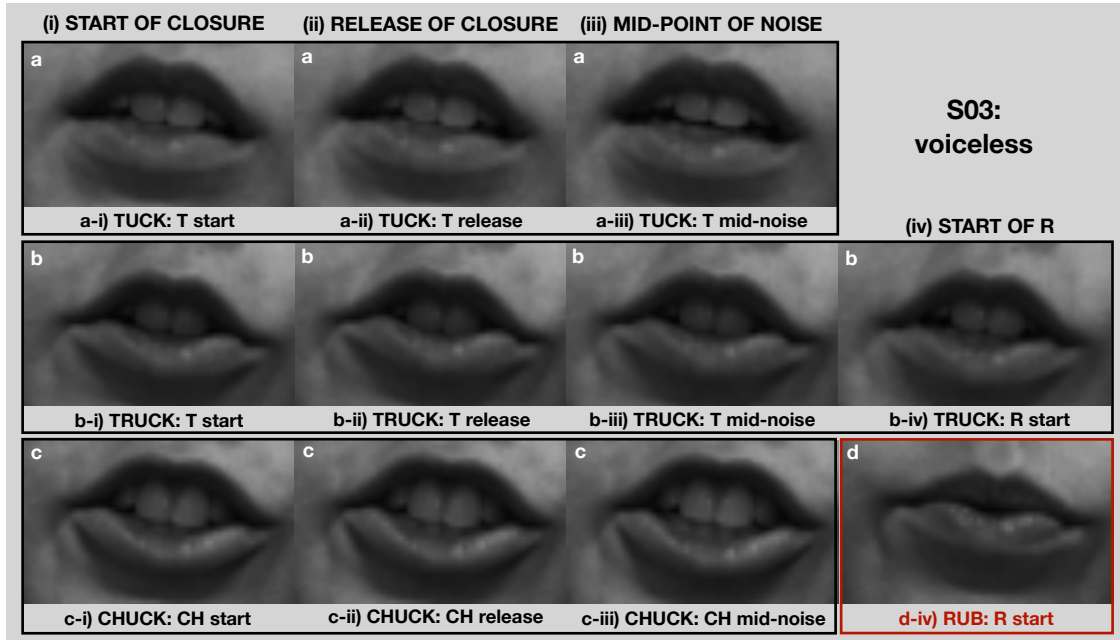 (i) START OF CLOSURE (ii) RELEASE OF CLOSURE (iii) MID-POINT OF NOISE
a a a
S03:
voiceless
a-i) TUCK: T start a-ii) TUCK: T release a-iii) TUCK: T mid-noise
(iv) START OF R
b b b b
b-i) TRUCK: T start b-ii) TRUCK: T release b-iii) TRUCK: T mid-noise b-iv) TRUCK: R start
c c c d
c-i) CHUCK: CH start c-ii) CHUCK: CH release c-iii) CHUCK: CH mid-noise d-iv) RUB: R start